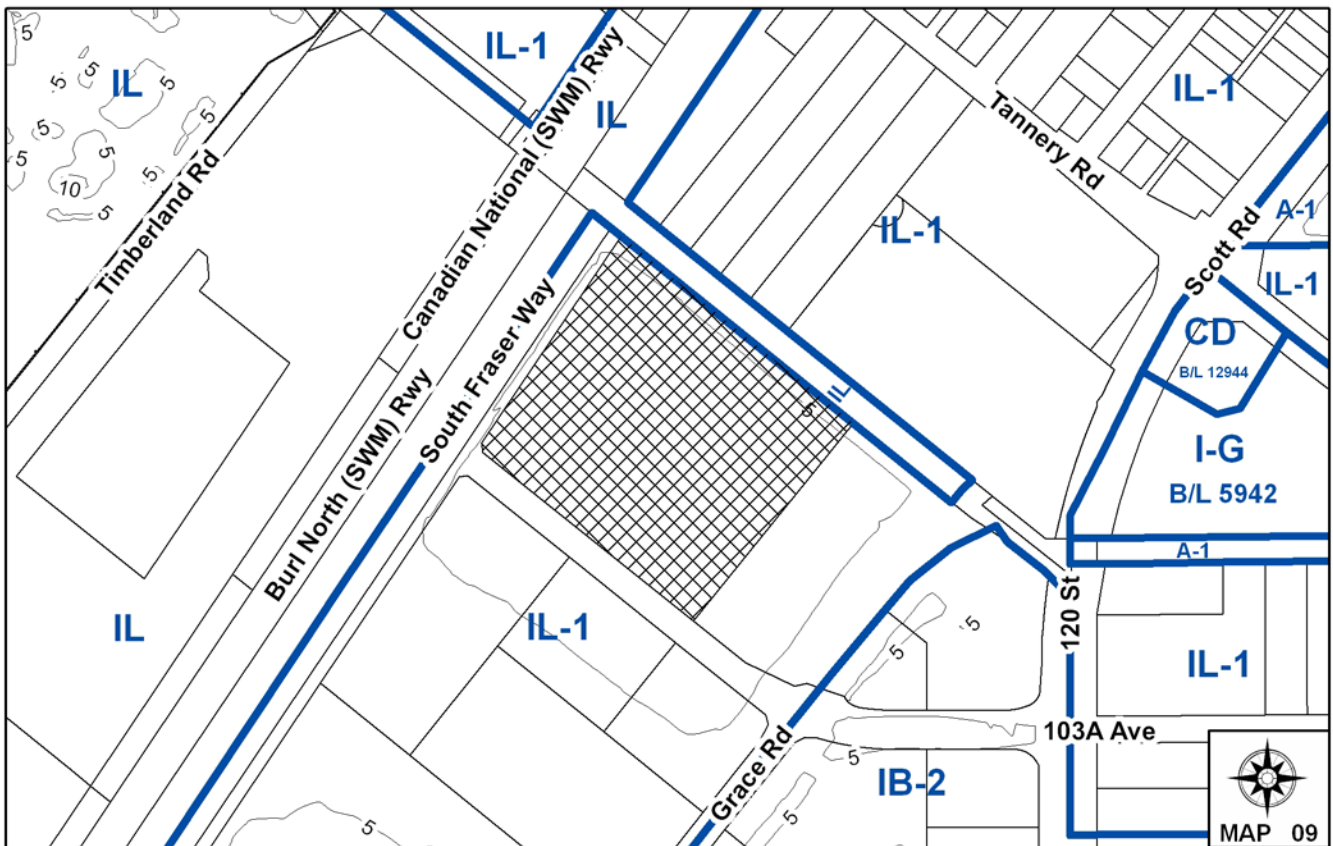 5
IL-1
5
5
IL
5
5
IL
IL-1
5
5
5
5
10
5
5
Timberland Rd
Canadian National (SWM) Rwy
Tannery Rd
A-1
IL-1
Scott Rd
IL-1
South Fraser Way
CD
B/L 12944
IL
5
Burl North (SWM) Rwy
I-G
B/L 5942
A-1
120 St
IL
IL-1
5
5
IL-1
103A Ave
Grace Rd
5
IB-2
5
5
MAP 09